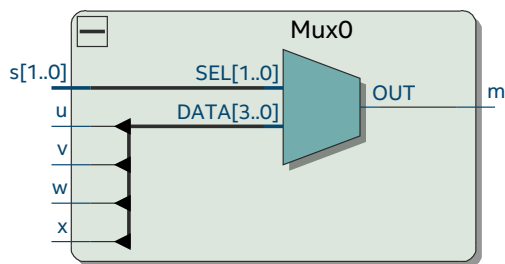 Mux0
s[1..0]
SEL[1..0]
OUT
m
u
DATA[3..0]
v
w
x